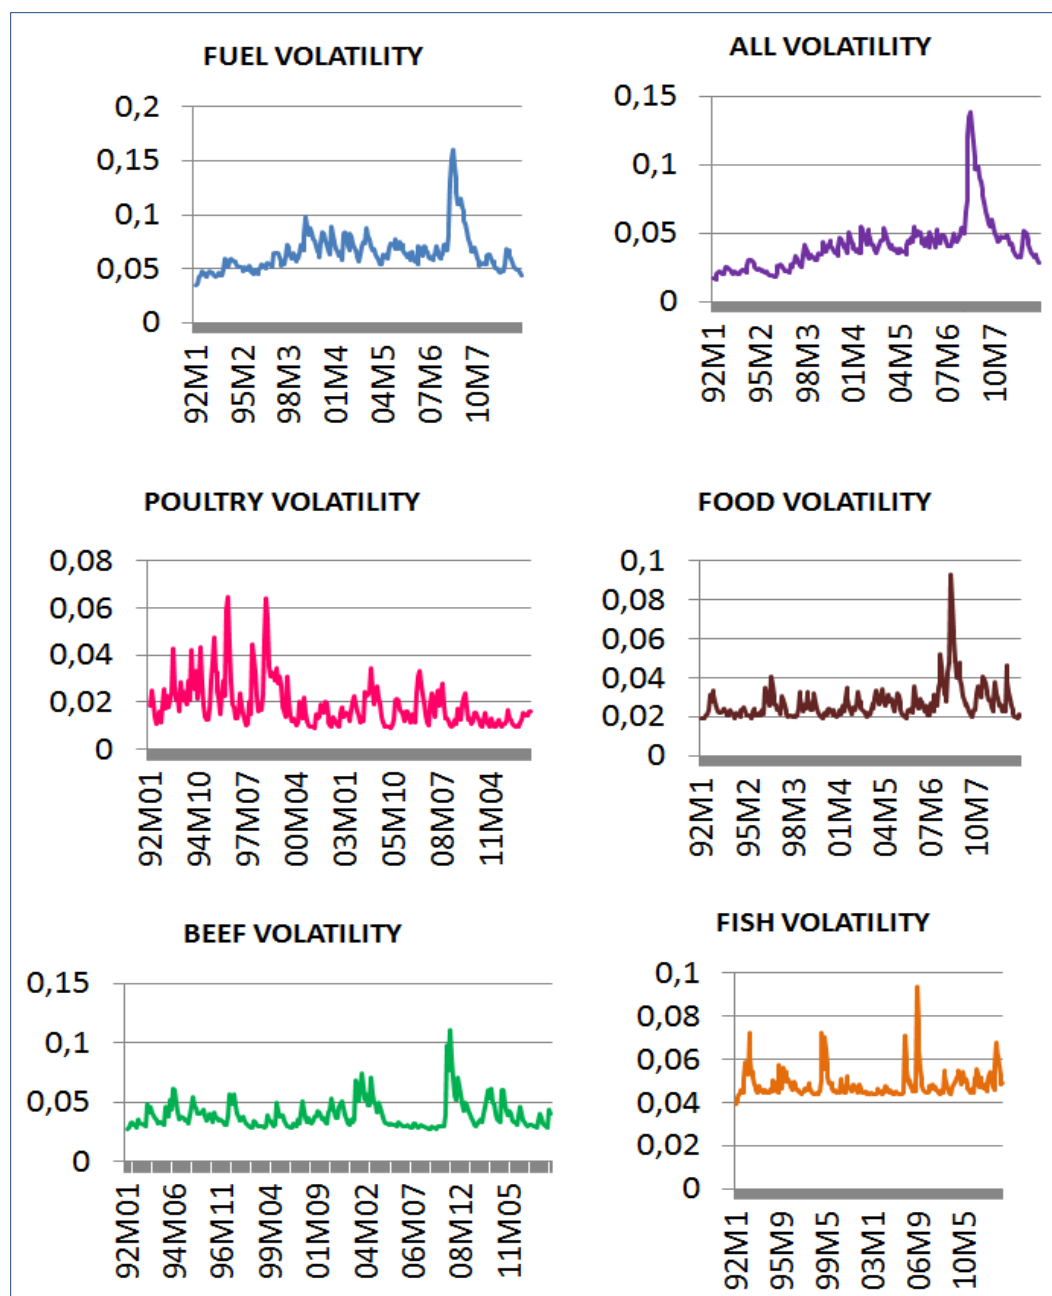 FUEL VOLATILITY
0,2
0,15
0,1
0,05
0
92M1
95M2
98M3
01M4
04M5
07M6
10M7
ALL VOLATILITY
0,15
0,1
0,05
0
92M1
95M2
98M3
01M4
04M5
07M6
10M7
POULTRY VOLATILITY
0,08
0,06
0,04
0,02
0
92M01
94M10
97M07
00M04
03M01
05M10
08M07
11M04
FOOD VOLATILITY
0,1
0,08
0,06
0,04
0,02
0
92M1
95M2
98M3
01M4
04M5
07M6
10M7
BEEF VOLATILITY
0,15
0,1
0,05
0
92M01
94M06
96M11
99M04
01M09
04M02
06M07
08M12
11M05
FISH VOLATILITY
0,1
0,08
0,06
0,04
0,02
0
92M1
95M9
99M5
03M1
06M9
10M5